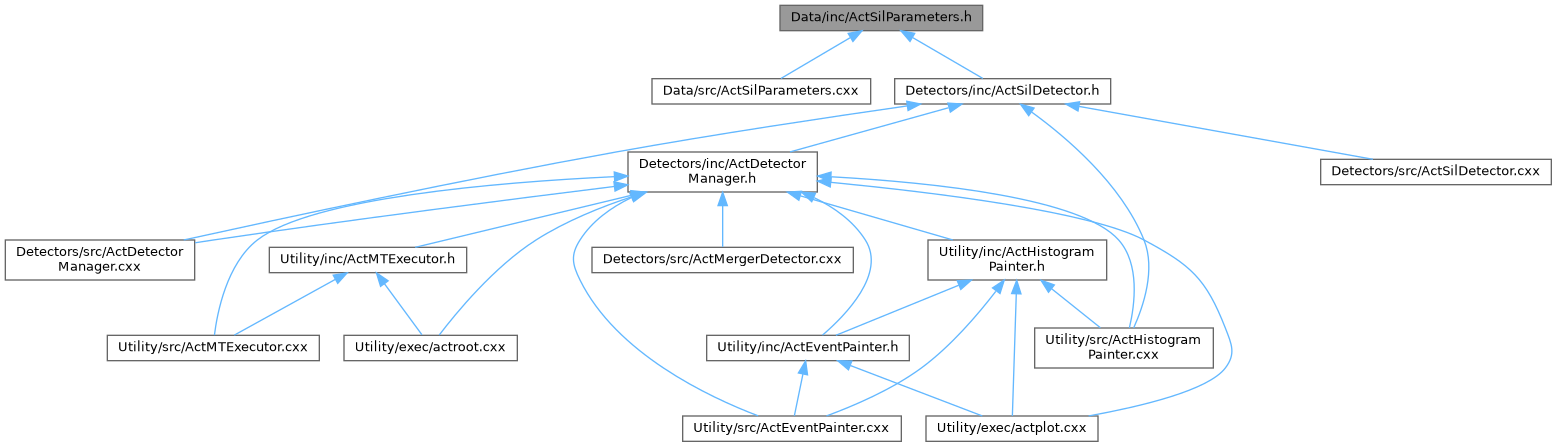 Data/inc/ActSilParameters.h
Data/src/ActSilParameters.cxx
Detectors/inc/ActSilDetector.h
Detectors/inc/ActDetector
Manager.h
Detectors/src/ActSilDetector.cxx
Detectors/src/ActDetector
Manager.cxx
Utility/inc/ActMTExecutor.h
Detectors/src/ActMergerDetector.cxx
Utility/inc/ActHistogram
Painter.h
Utility/src/ActMTExecutor.cxx
Utility/exec/actroot.cxx
Utility/inc/ActEventPainter.h
Utility/src/ActHistogram
Painter.cxx
Utility/src/ActEventPainter.cxx
Utility/exec/actplot.cxx